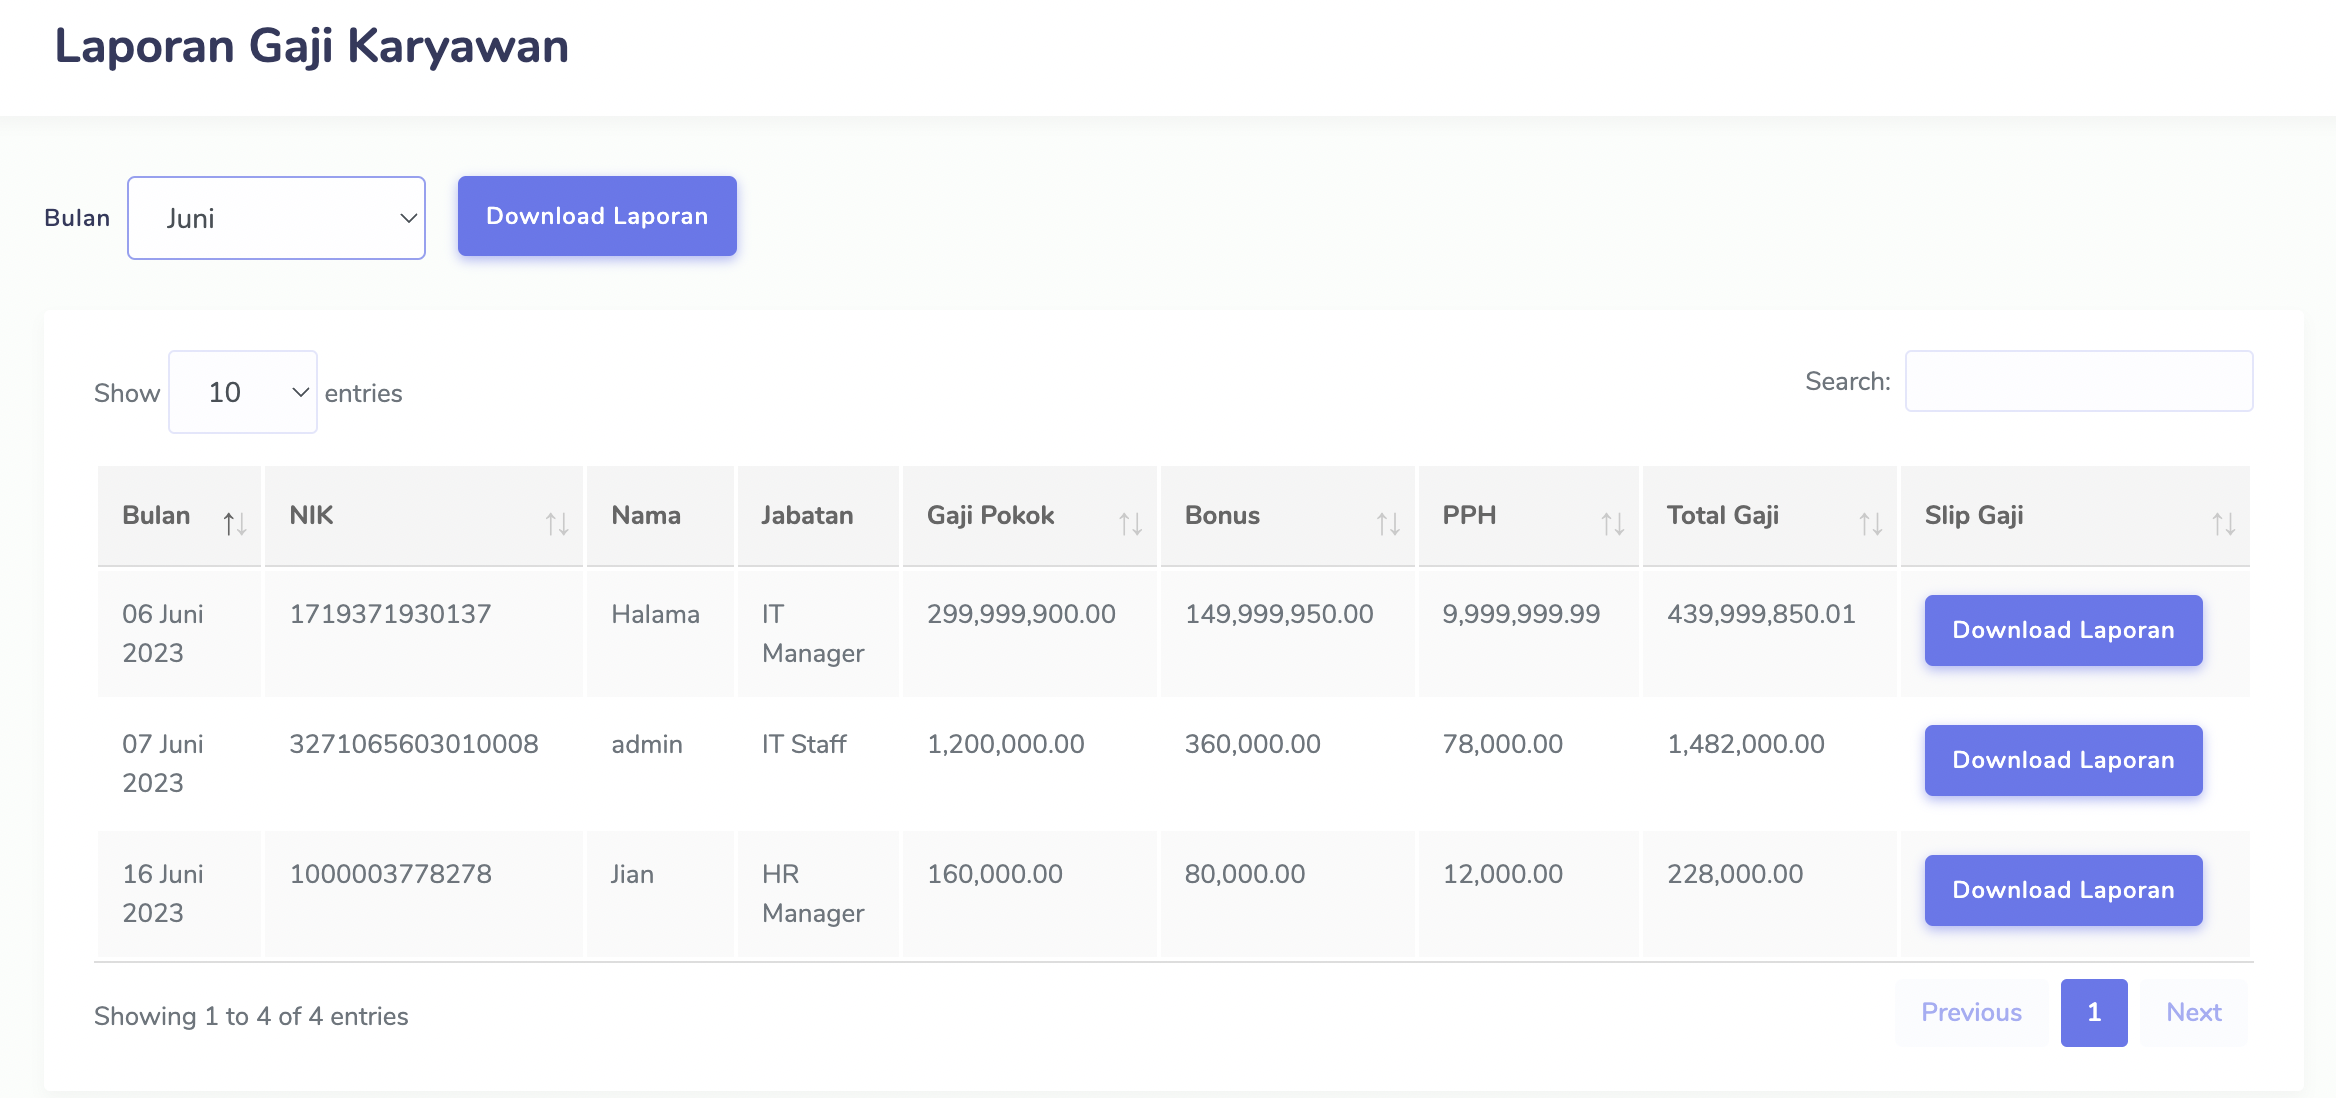 Laporan Gaji Karyawan
Bulan Juni Download Laporan
Show 10 entries Search:
Bulan NIK Nama Jabatan Gaji Pokok Bonus PPH Total Gaji Slip Gaji
06 Juni 1719371930137 Halama IT 299,999,900.00 149,999,950.00 9,999,999.99 439,999,850.01 Download Laporan
2023 Manager
07 Juni 3271065603010008 admin IT Staff 1,200,000.00 360,000.00 78,000.00 1,482,000.00 Download Laporan
2023
16 Juni 1000003778278 Jian HR 160,000.00 80,000.00 12,000.00 228,000.00 Download Laporan
2023 Manager
Showing 1 to 4 of 4 entries Previous 1 Next